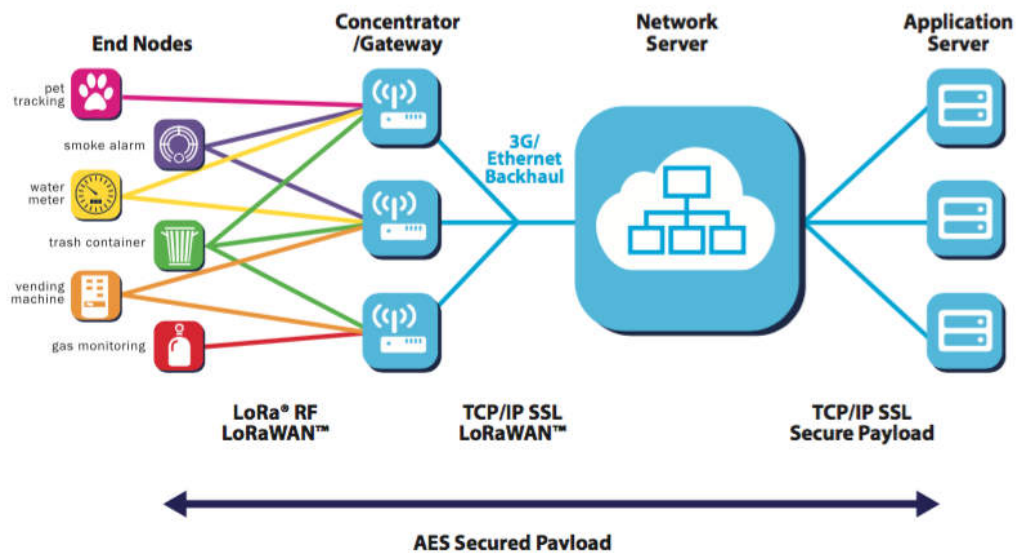 End Nodes
Concentrator
/Gateway
Network
Server
Application
Server
pet
tracking
smoke alarm
water
meter
trash container
vending
machine
gas monitoring
3G/
Ethernet
Backhaul
LoRa® RF
LoRaWAN™
TCP/IP SSL
LoRaWAN™
TCP/IP SSL
Secure Payload
AES Secured Payload